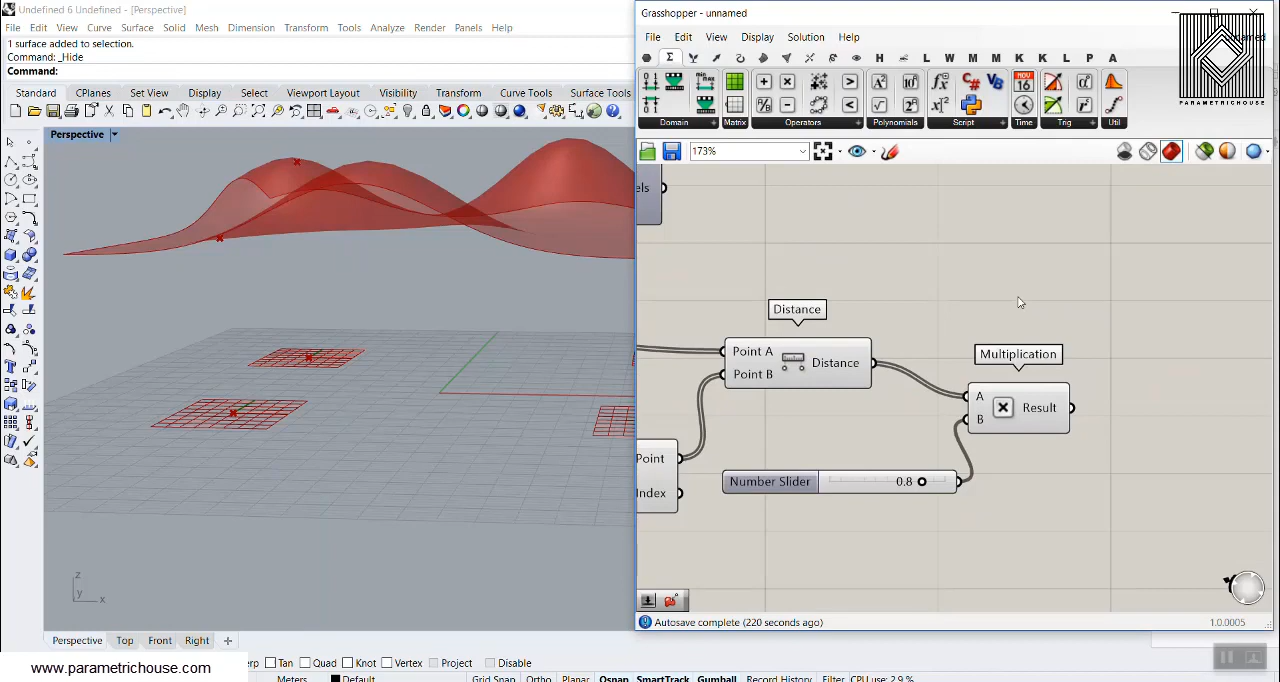 Undefined 6 Undefined - [Perspective]
File Edit View Curve Surface Solid Mesh Dimension Transform Tools Analyze Render Panels Help
1 surface added to selection.
Command: _Hide
Command:
Standard CPlanes Set View Display Select Viewport Layout Visibility Transform Curve Tools Surface Tools
Perspective
z
y
x
Perspective Top Front Right
Tan Quad Knot Vertex Project Disable
www.parametrichouse.com
Meters Default Grid Snap Ortho Planar Osnap SmartTrack Gumball Record History Filter CPU use: 2.9 %
Grasshopper - unnamed
File Edit View Display Solution Help
H L W M M K K L P A
Domain Matrix Operators Polynomials Script Time Trig Util
173%
PARAMETRICHOUSE
els
Distance
Point A
Point B
Distance
Multiplication
A
B
Result
Point
Index
Number Slider 0.8
Autosave complete (220 seconds ago)
1.0.0005